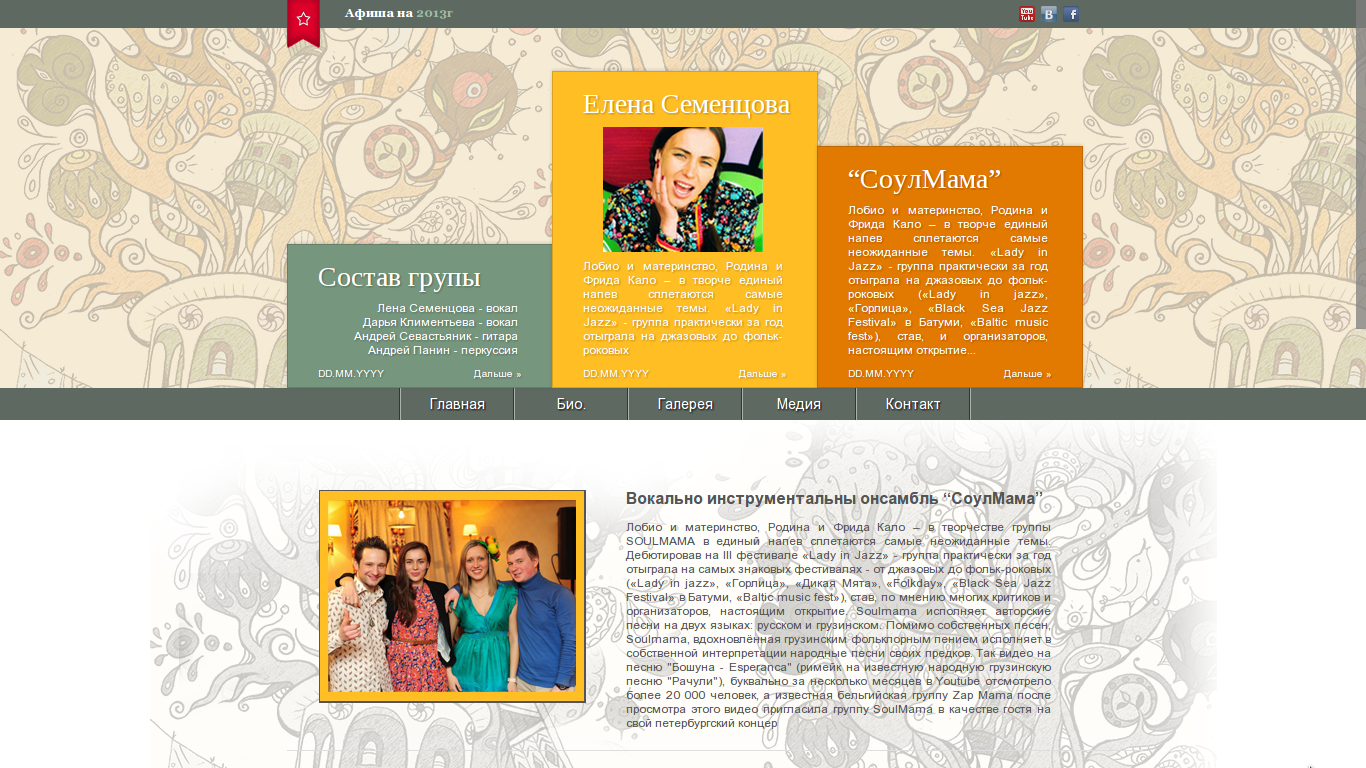 Афиша на 2013г
You Tube
B
f
Елена Семенцова
Лобио и материнство, Родина и
Фрида Кало – в творче единый
напев сплетаются самые
неожиданные темы. «Lady in
Jazz» - группа практически за год
отыграла на джазовых до фольк-
роковых
DD.MM.YYYY Дальше »
“СоулМама”
Лобио и материнство, Родина и
Фрида Кало – в творче единый
напев сплетаются самые
неожиданные темы. «Lady in
Jazz» - группа практически за год
отыграла на джазовых до фольк-
роковых («Lady in jazz»,
«Горлица», «Black Sea Jazz
Festival» в Батуми, «Baltic music
fest»), став, и организаторов,
настоящим открытие...
DD.MM.YYYY Дальше »
Состав групы
Лена Семенцова - вокал
Дарья Климентьева - вокал
Андрей Севастьяник - гитара
Андрей Панин - перкуссия
DD.MM.YYYY Дальше »
Главная Био. Галерея Медия Контакт
Вокально инструментальны онсамбль “СоулМама”
Лобио и материнство, Родина и Фрида Кало – в творчестве группы
SOULMAMA в единый напев сплетаются самые неожиданные темы.
Дебютировав на III фестивале «Lady in Jazz» - группа практически за год
отыграла на самых знаковых фестивалях - от джазовых до фольк-роковых
(«Lady in jazz», «Горлица», «Дикая Мята», «Folkday», «Black Sea Jazz
Festival» в Батуми, «Baltic music fest»), став, по мнению многих критиков и
организаторов, настоящим открытие. Soulmama исполняет авторские
песни на двух языках: русском и грузинском. Помимо собственных песен,
Soulmama, вдохновлённая грузинским фольклорным пением исполняет в
собственной интерпретации народные песни своих предков. Так видео на
песню "Бошуна - Esperanca" (римейк на известную народную грузинскую
песню "Рачули"), буквально за несколько месяцев в Youtube отсмотрело
более 20 000 человек, а известная бельгийская группу Zap Mama после
просмотра этого видео пригласила группу SoulMama в качестве гостя на
свой петербургский концер